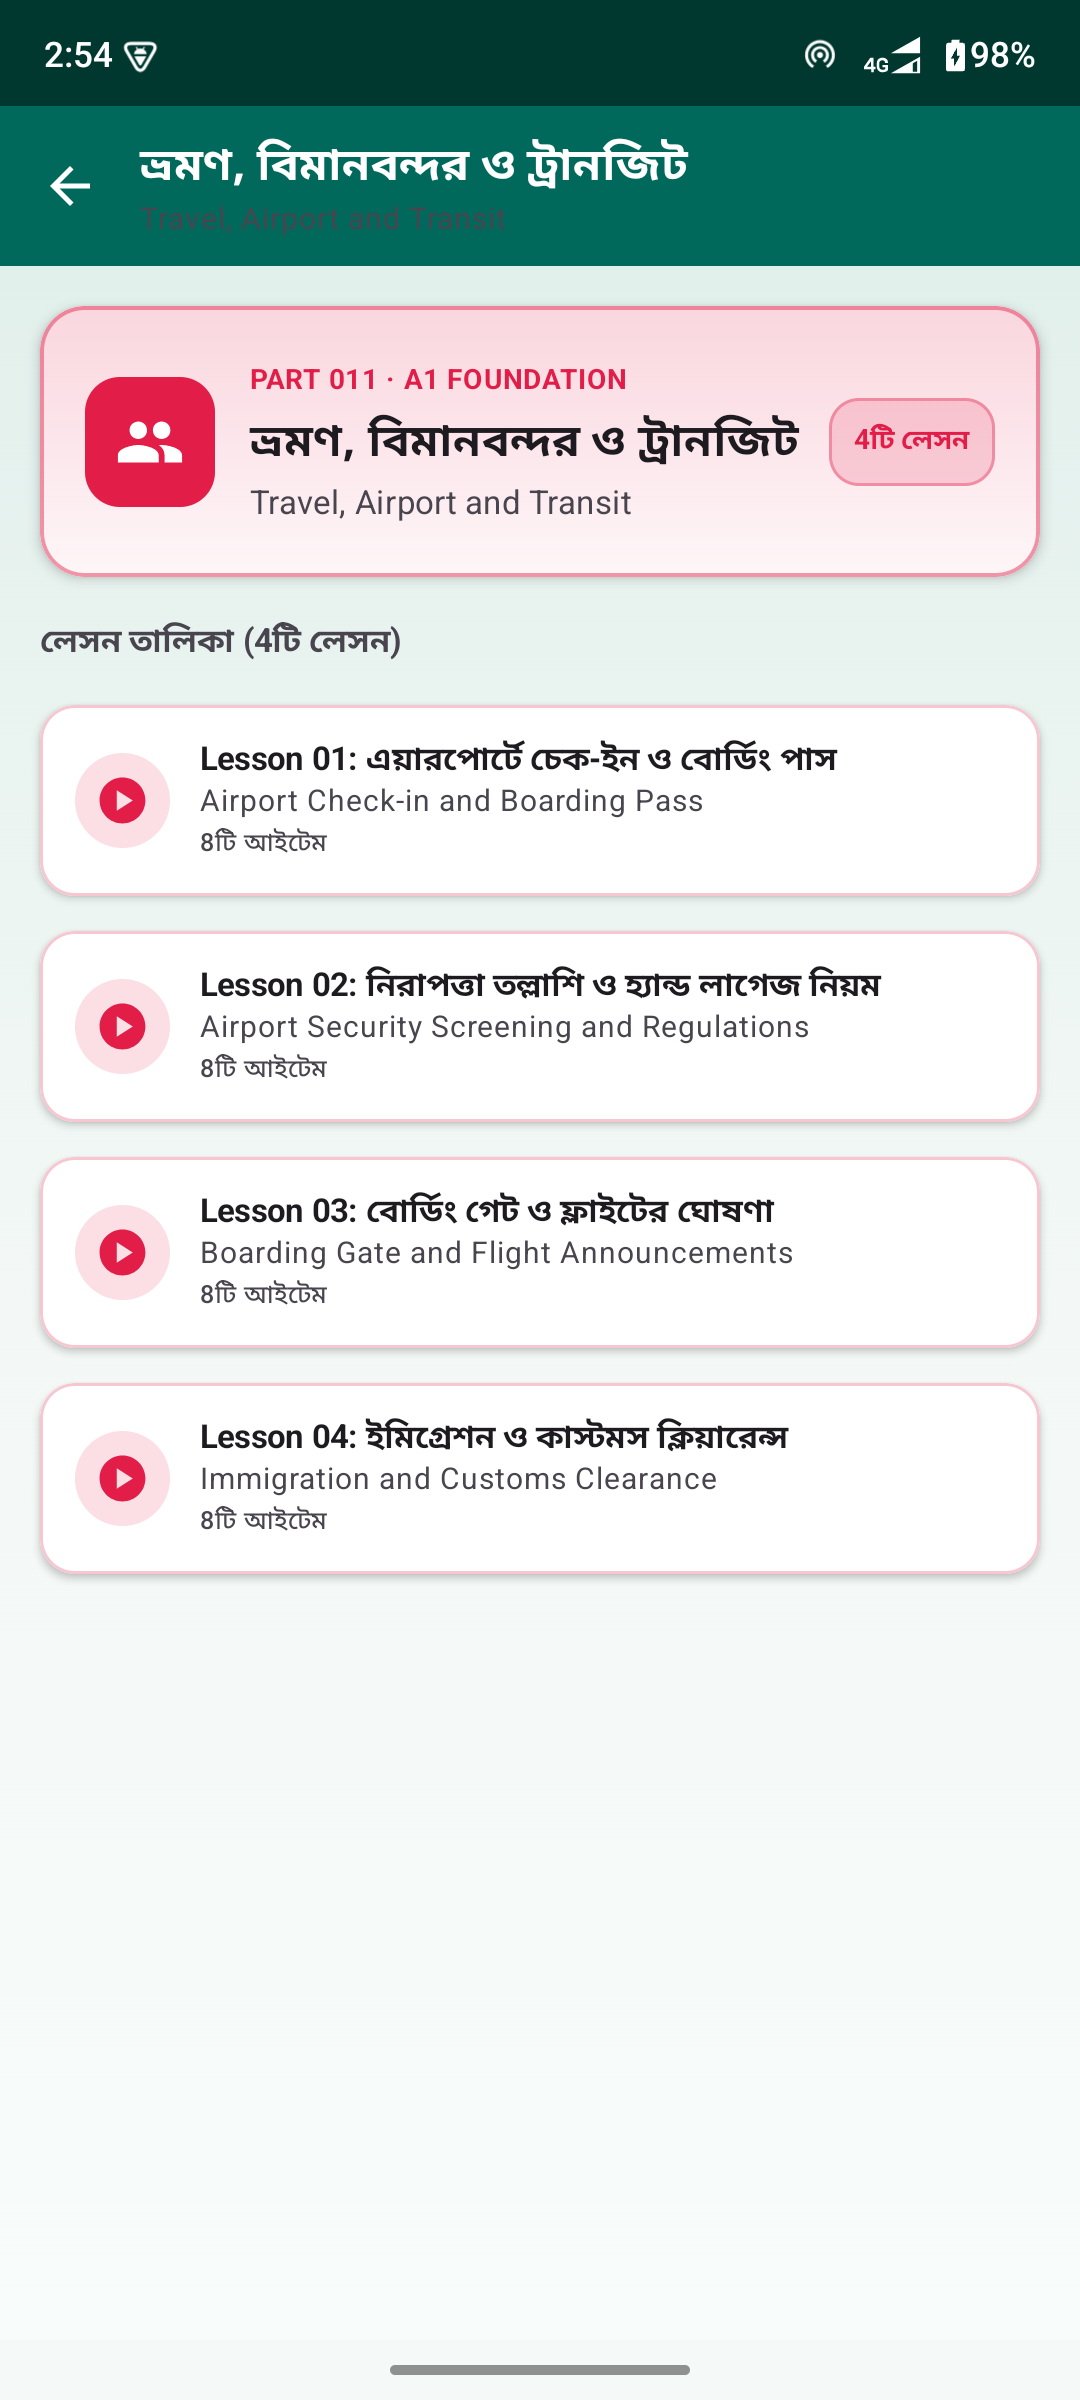 2:54
4G 98%
ভ্রমণ, বিমানবন্দর ও ট্রানজিট
Travel, Airport and Transit
PART 011 · A1 FOUNDATION
ভ্রমণ, বিমানবন্দর ও ট্রানজিট
4টি লেসন
Travel, Airport and Transit
লেসন তালিকা (4টি লেসন)
Lesson 01: এয়ারপোর্টে চেক-ইন ও বোর্ডিং পাস
Airport Check-in and Boarding Pass
8টি আইটেম
Lesson 02: নিরাপত্তা তল্লাশি ও হ্যান্ড লাগেজ নিয়ম
Airport Security Screening and Regulations
8টি আইটেম
Lesson 03: বোর্ডিং গেট ও ফ্লাইটের ঘোষণা
Boarding Gate and Flight Announcements
8টি আইটেম
Lesson 04: ইমিগ্রেশন ও কাস্টমস ক্লিয়ারেন্স
Immigration and Customs Clearance
8টি আইটেম